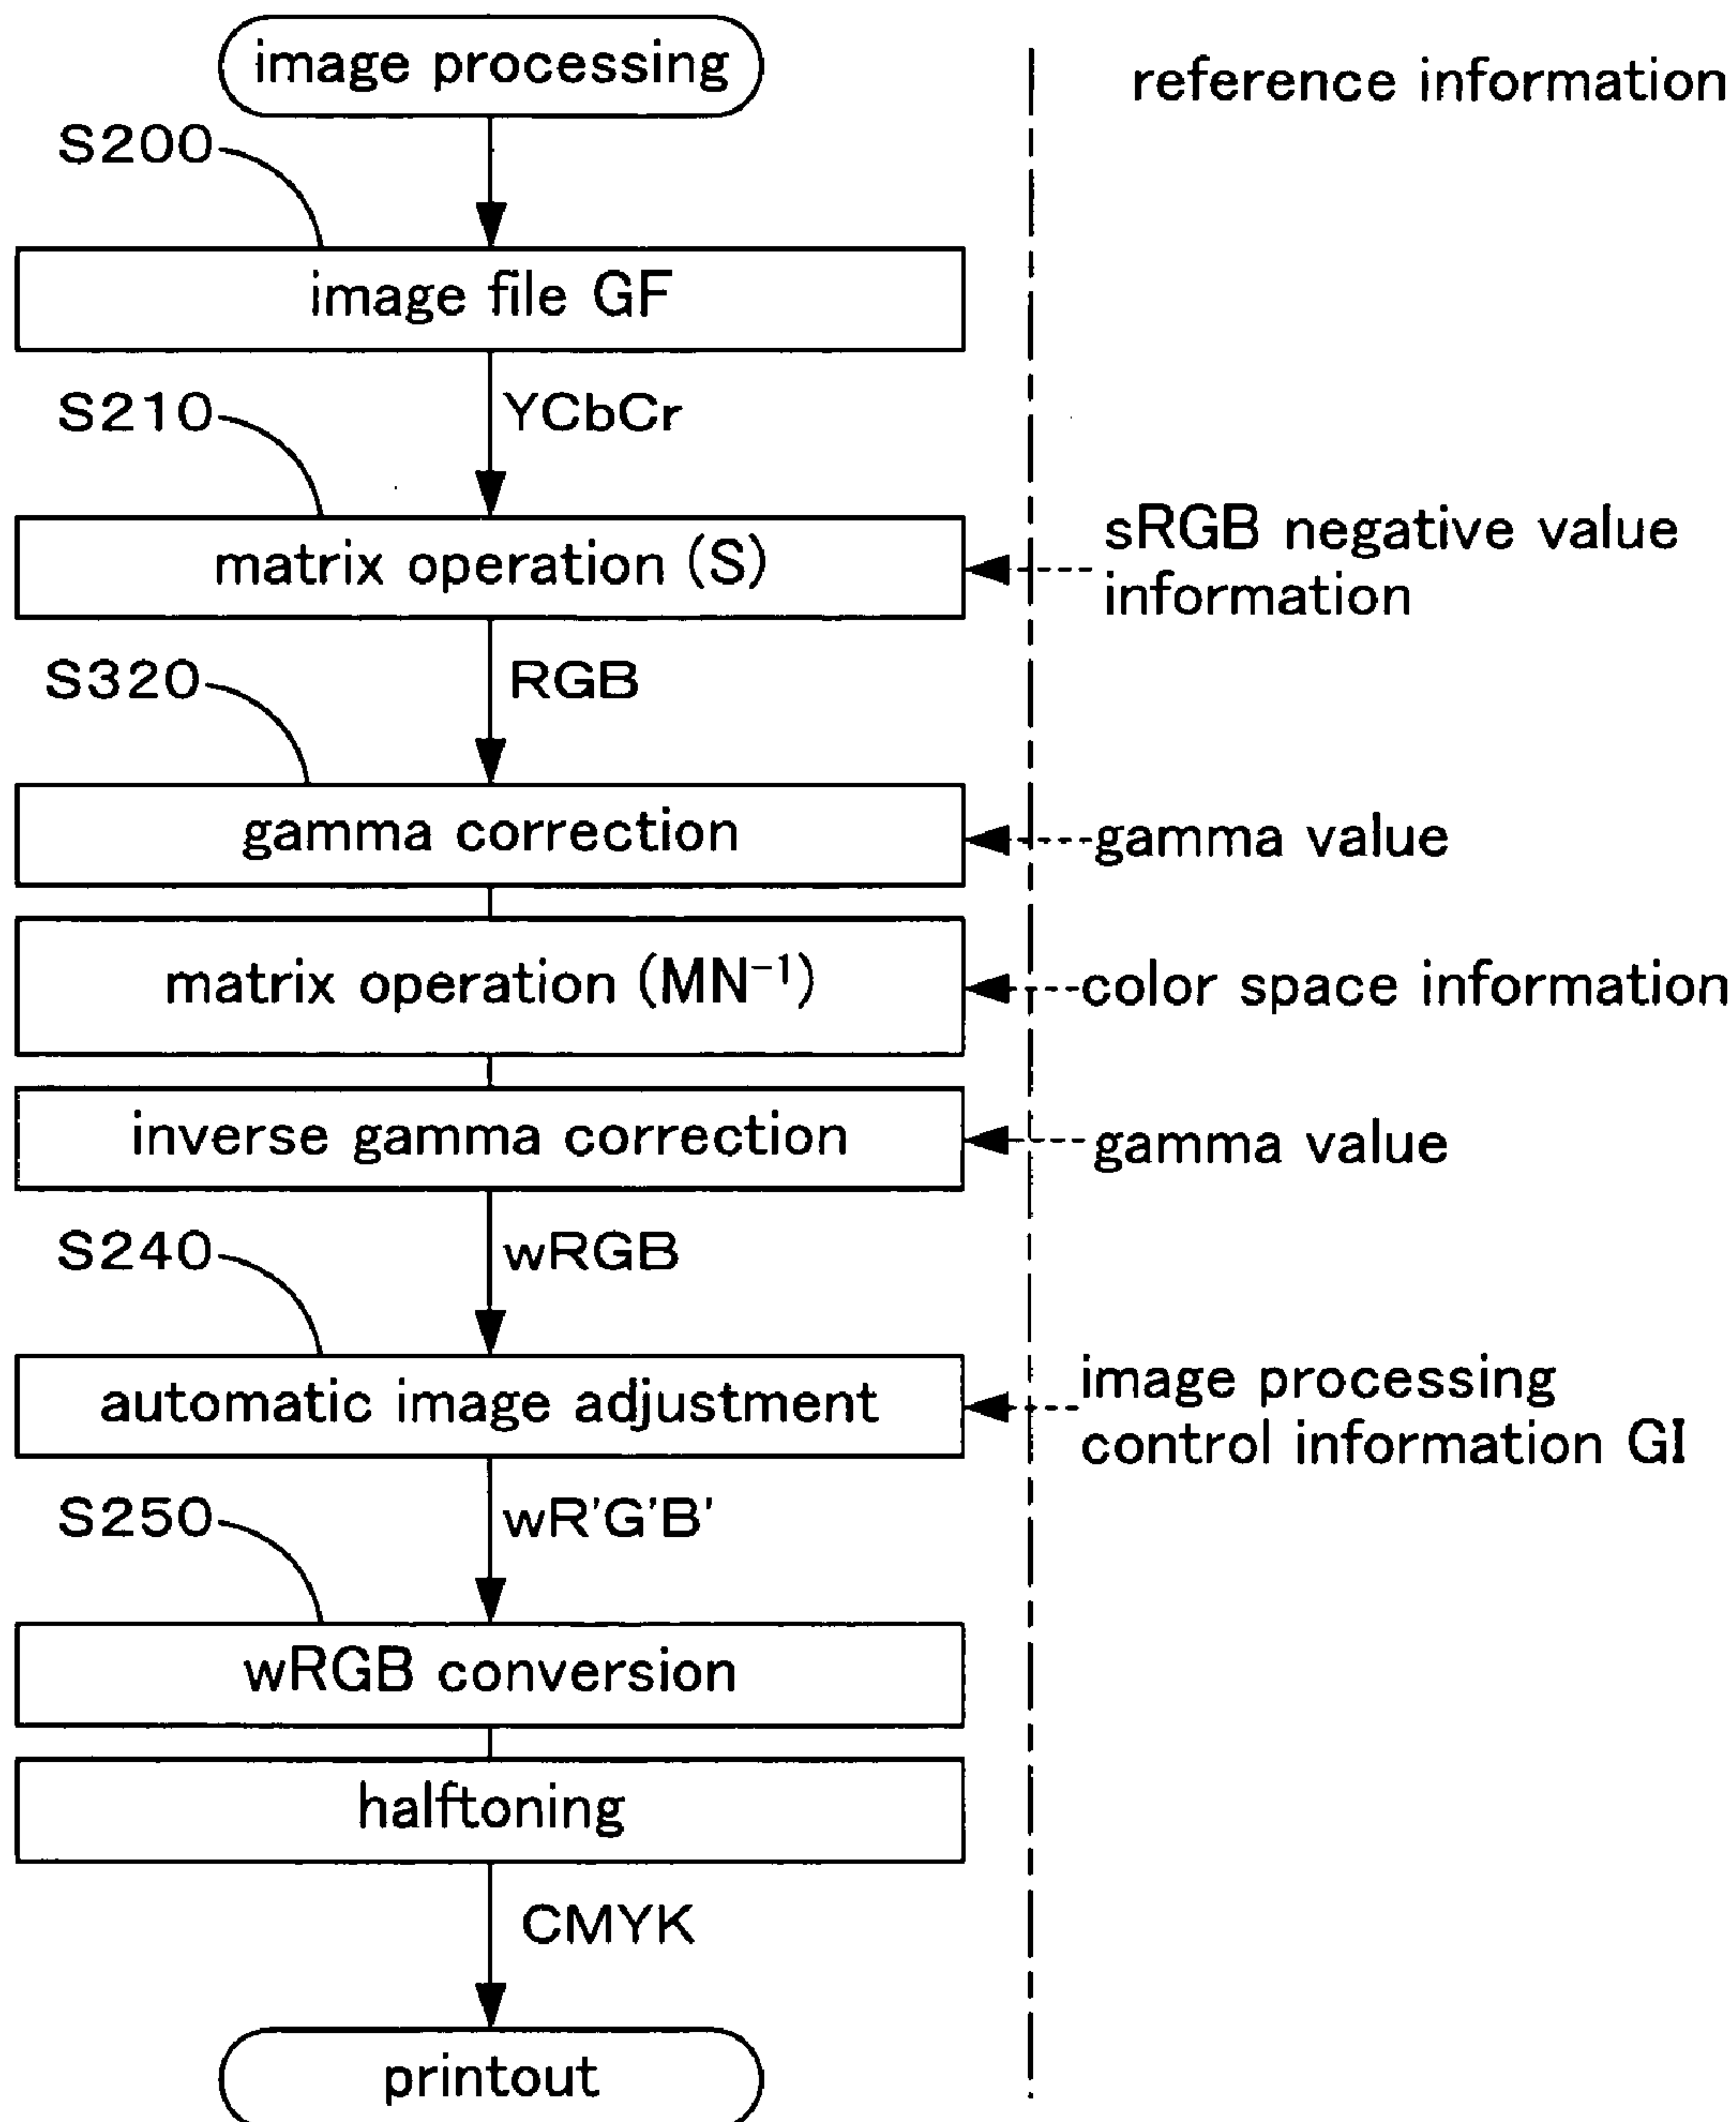 image processing
reference information
S200
image file GF
S210
YCbCr
matrix operation (S)
sRGB negative value
information
S320
RGB
gamma correction
gamma value
matrix operation (MN⁻¹)
color space information
inverse gamma correction
gamma value
S240
wRGB
automatic image adjustment
image processing
control information GI
S250
wR'G'B'
wRGB conversion
halftoning
CMYK
printout